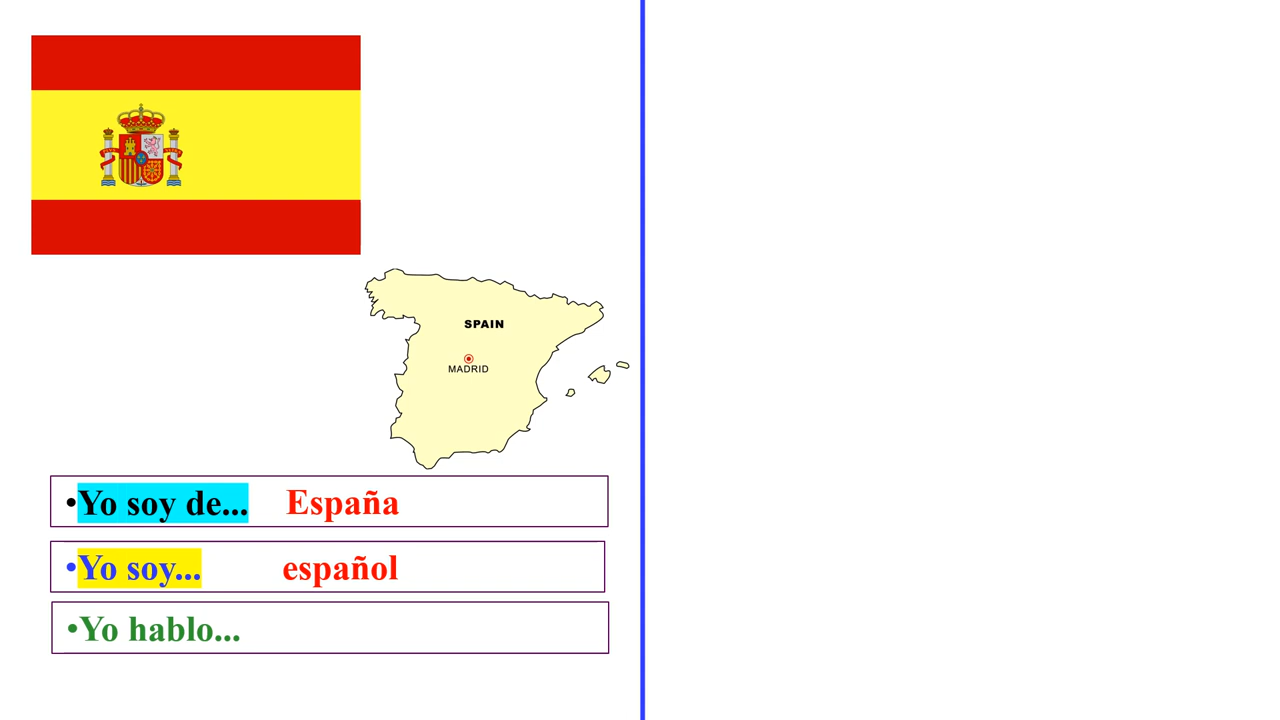 SPAIN
MADRID
•Yo soy de... España
•Yo soy... español
•Yo hablo...